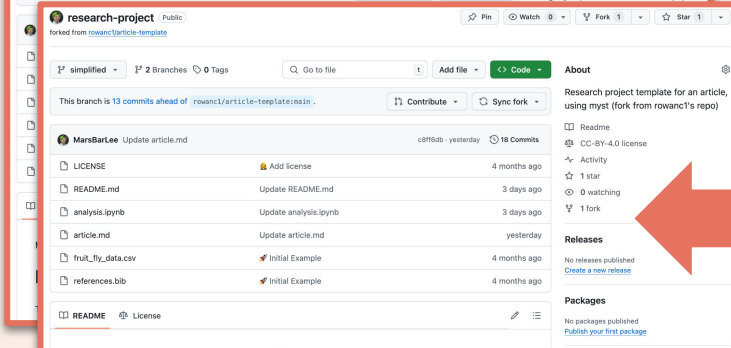 research-project Public
Pin Watch 0 Fork 1 Star 1
forked from rowanc1/article-template
simplified 2 Branches 0 Tags Go to file t Add file <> Code
This branch is 13 commits ahead of rowanc1/article-template:main . Contribute Sync fork
MarsBarLee Update article.md c8ff6db · yesterday 18 Commits
LICENSE Add license 4 months ago
README.md Update README.md 3 days ago
analysis.ipynb Update analysis.ipynb 3 days ago
article.md Update article.md yesterday
fruit_fly_data.csv 🚀 Initial Example 4 months ago
references.bib 🚀 Initial Example 4 months ago
README License
About
Research project template for an article,
using myst (fork from rowanc1's repo)
Readme
CC-BY-4.0 license
Activity
1 star
0 watching
1 fork
Releases
No releases published
Create a new release
Packages
No packages published
Publish your first package